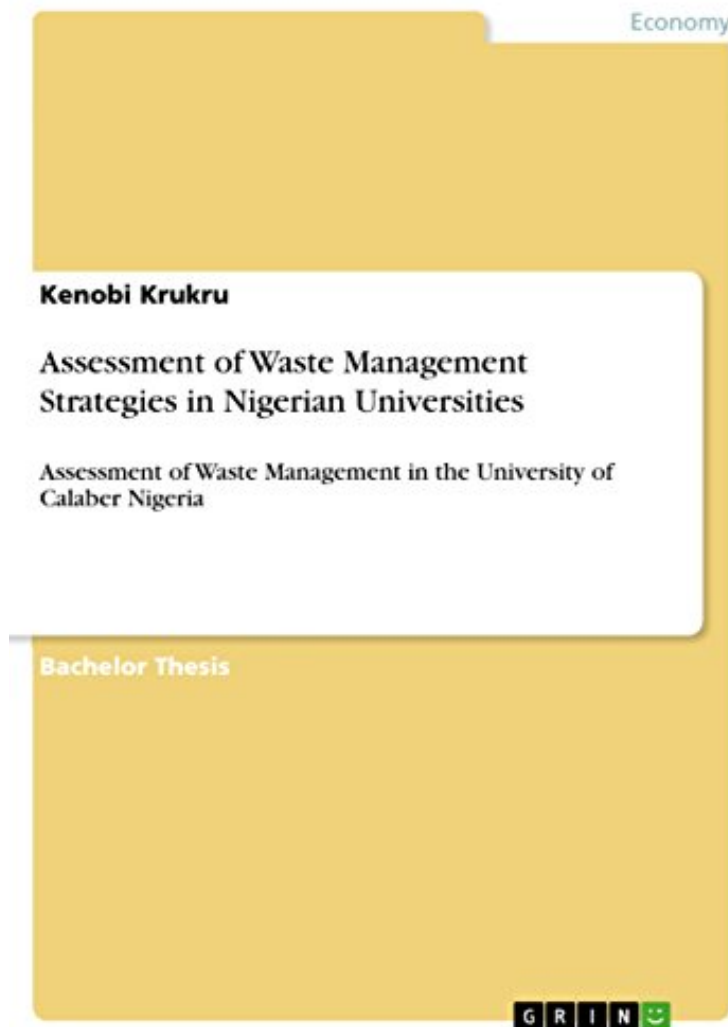 Economy
Kenobi Krukru
Assessment of Waste Management
Strategies in Nigerian Universities
Assessment of Waste Management in the University of
Calaber Nigeria
Bachelor Thesis
GRIN